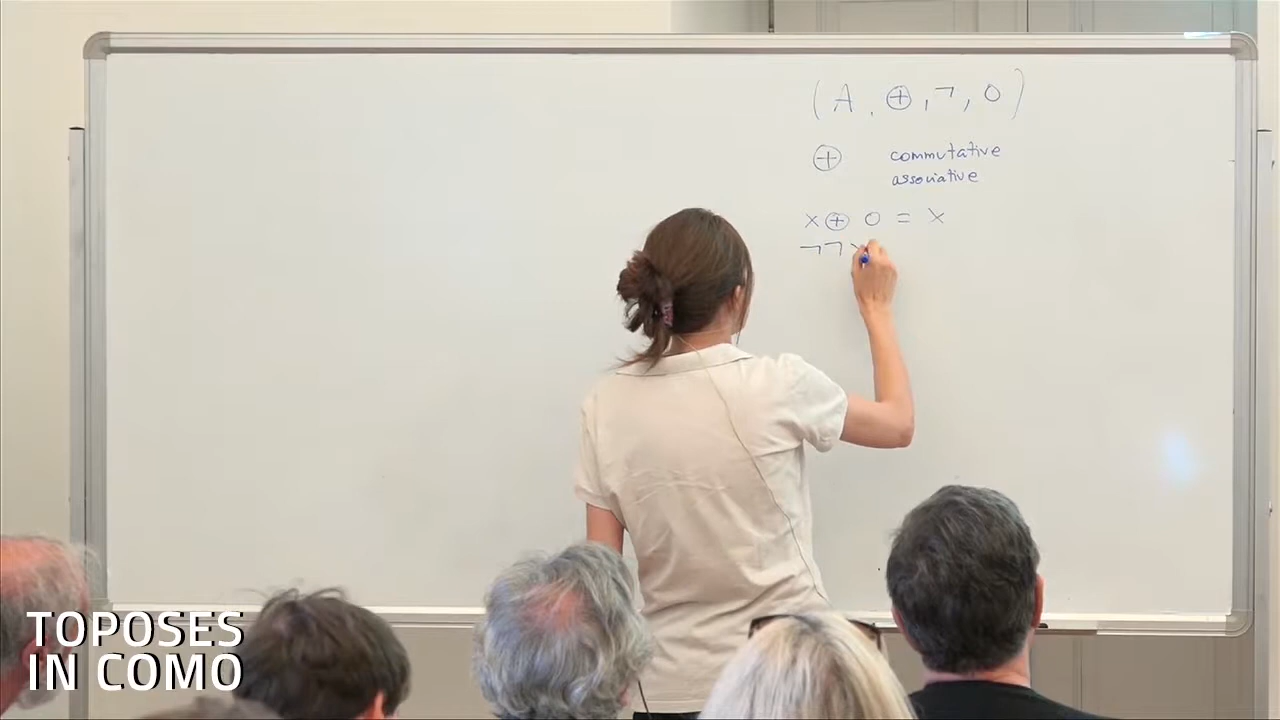 (A, ⊕, ¬, 0)
⊕ commutative
associative
x ⊕ 0 = x
¬¬x
TOPOSES
IN COMO